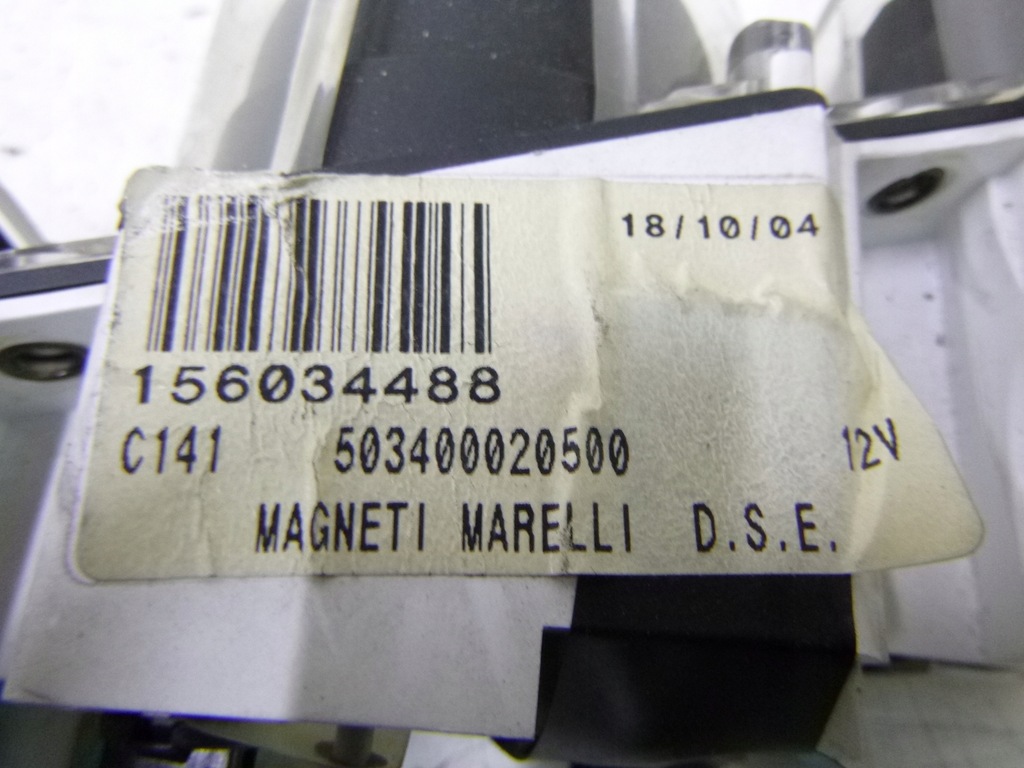 18/10/04
156034488
C141 503400020500 12V
MAGNETI MARELLI D.S.E.